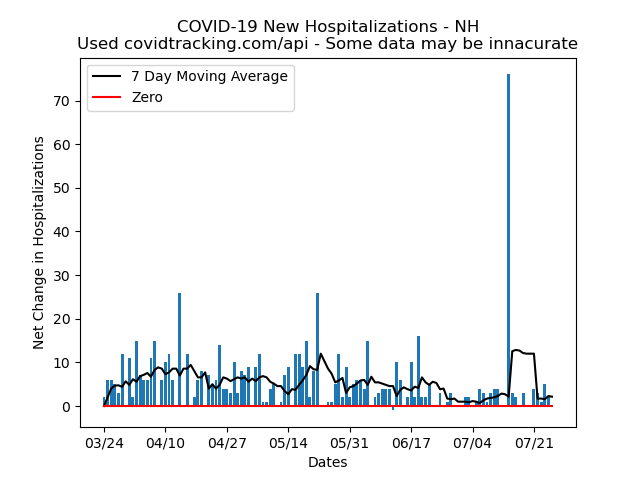 COVID-19 New Hospitalizations - NH
Used covidtracking.com/api - Some data may be innacurate
7 Day Moving Average
Zero
Net Change in Hospitalizations
70
60
50
40
30
20
10
0
03/24 04/10 04/27 05/14 05/31 06/17 07/04 07/21
Dates